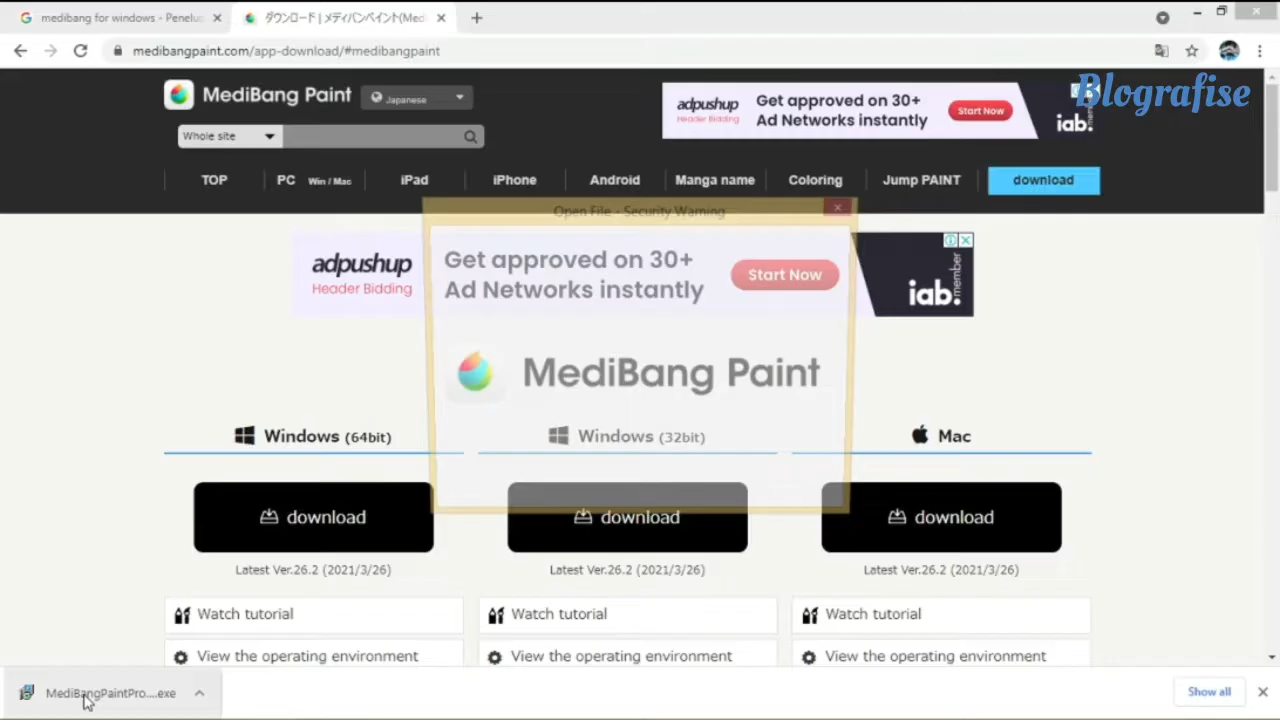 medibang for windows - Penelus
ダウンロード | メディバンペイント(Medi
medibangpaint.com/app-download/#medibangpaint
Blografise
MediBang Paint
Japanese
adpushup
Header Bidding
Get approved on 30+
Ad Networks instantly
Start Now
iab.
Whole site
TOP
PC Win / Mac
iPad
iPhone
Android
Manga name
Coloring
Jump PAINT
download
Open File - Security Warning
adpushup
Header Bidding
Get approved on 30+
Ad Networks instantly
Start Now
iab.
member
MediBang Paint
Windows (64bit)
Windows (32bit)
Mac
download
download
download
Latest Ver.26.2 (2021/3/26)
Latest Ver.26.2 (2021/3/26)
Latest Ver.26.2 (2021/3/26)
Watch tutorial
Watch tutorial
Watch tutorial
View the operating environment
View the operating environment
View the operating environment
MediBangPaintPro....exe
Show all